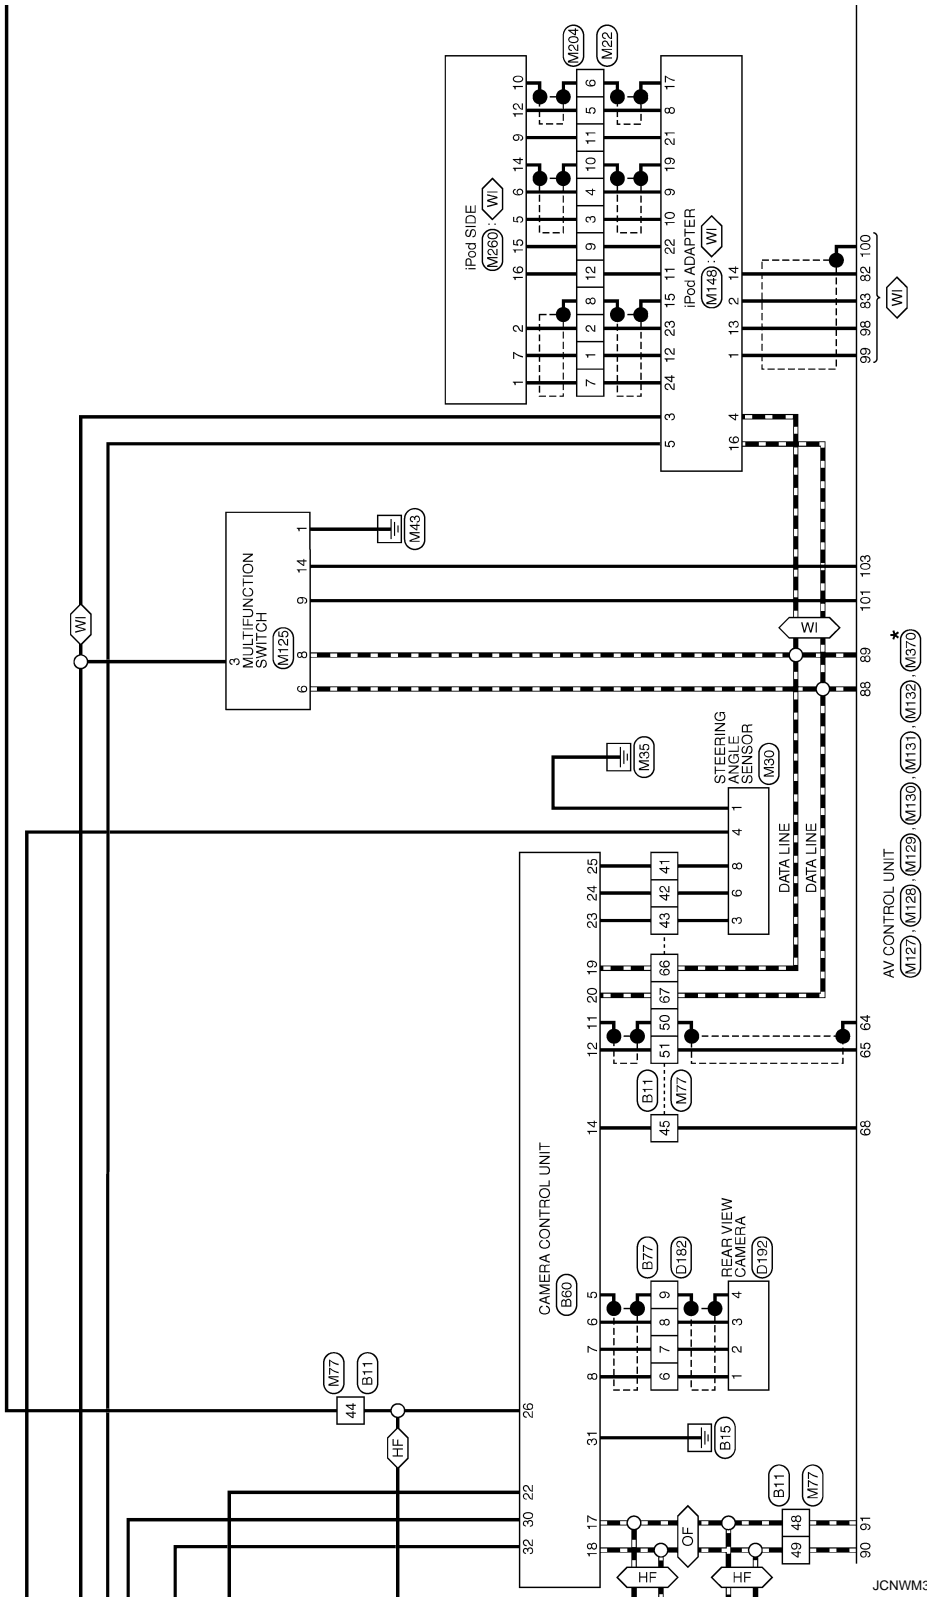 M204
M22
10
12
9
14
6
5
15
16
2
7
1
6
5
11
10
4
3
9
12
8
2
1
7
17
8
21
19
9
10
22
11
15
23
12
24
3
5
iPod SIDE
M260 : WI
iPod ADAPTER
M148 : WI
14
2
13
1
4
16
100
82
83
98
99
WI
WI
3
MULTIFUNCTION
SWITCH
M125
1
14
9
8
6
M43
103
101
89
88
WI
M35
STEERING
ANGLE
SENSOR
M30
1
4
8
6
3
DATA LINE
DATA LINE
25
24
23
19
20
11
12
14
41
42
43
66
67
50
51
45
B11
M77
64
65
68
AV CONTROL UNIT
M127 , M128 , M129 , M130 , M131 , M132 , M370 *
CAMERA CONTROL UNIT
B60
5
6
7
8
B77
D182
9
8
7
6
REAR VIEW
CAMERA
D192
4
3
2
1
M77
B11
44
HF
26
22
30
32
31
B15
17
18
OF
HF
HF
B11
M77
48
49
91
90
JCNWM3